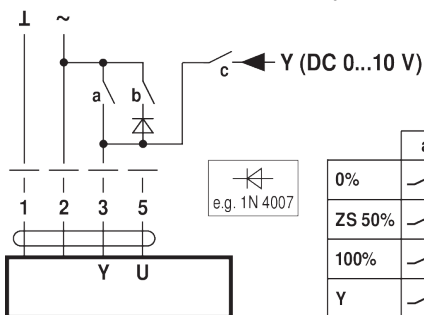 ⊥ ~
a b c Y (DC 0...10 V)
1 2 3 5
Y U
e.g. 1N 4007
a
0%
ZS 50%
100%
Y